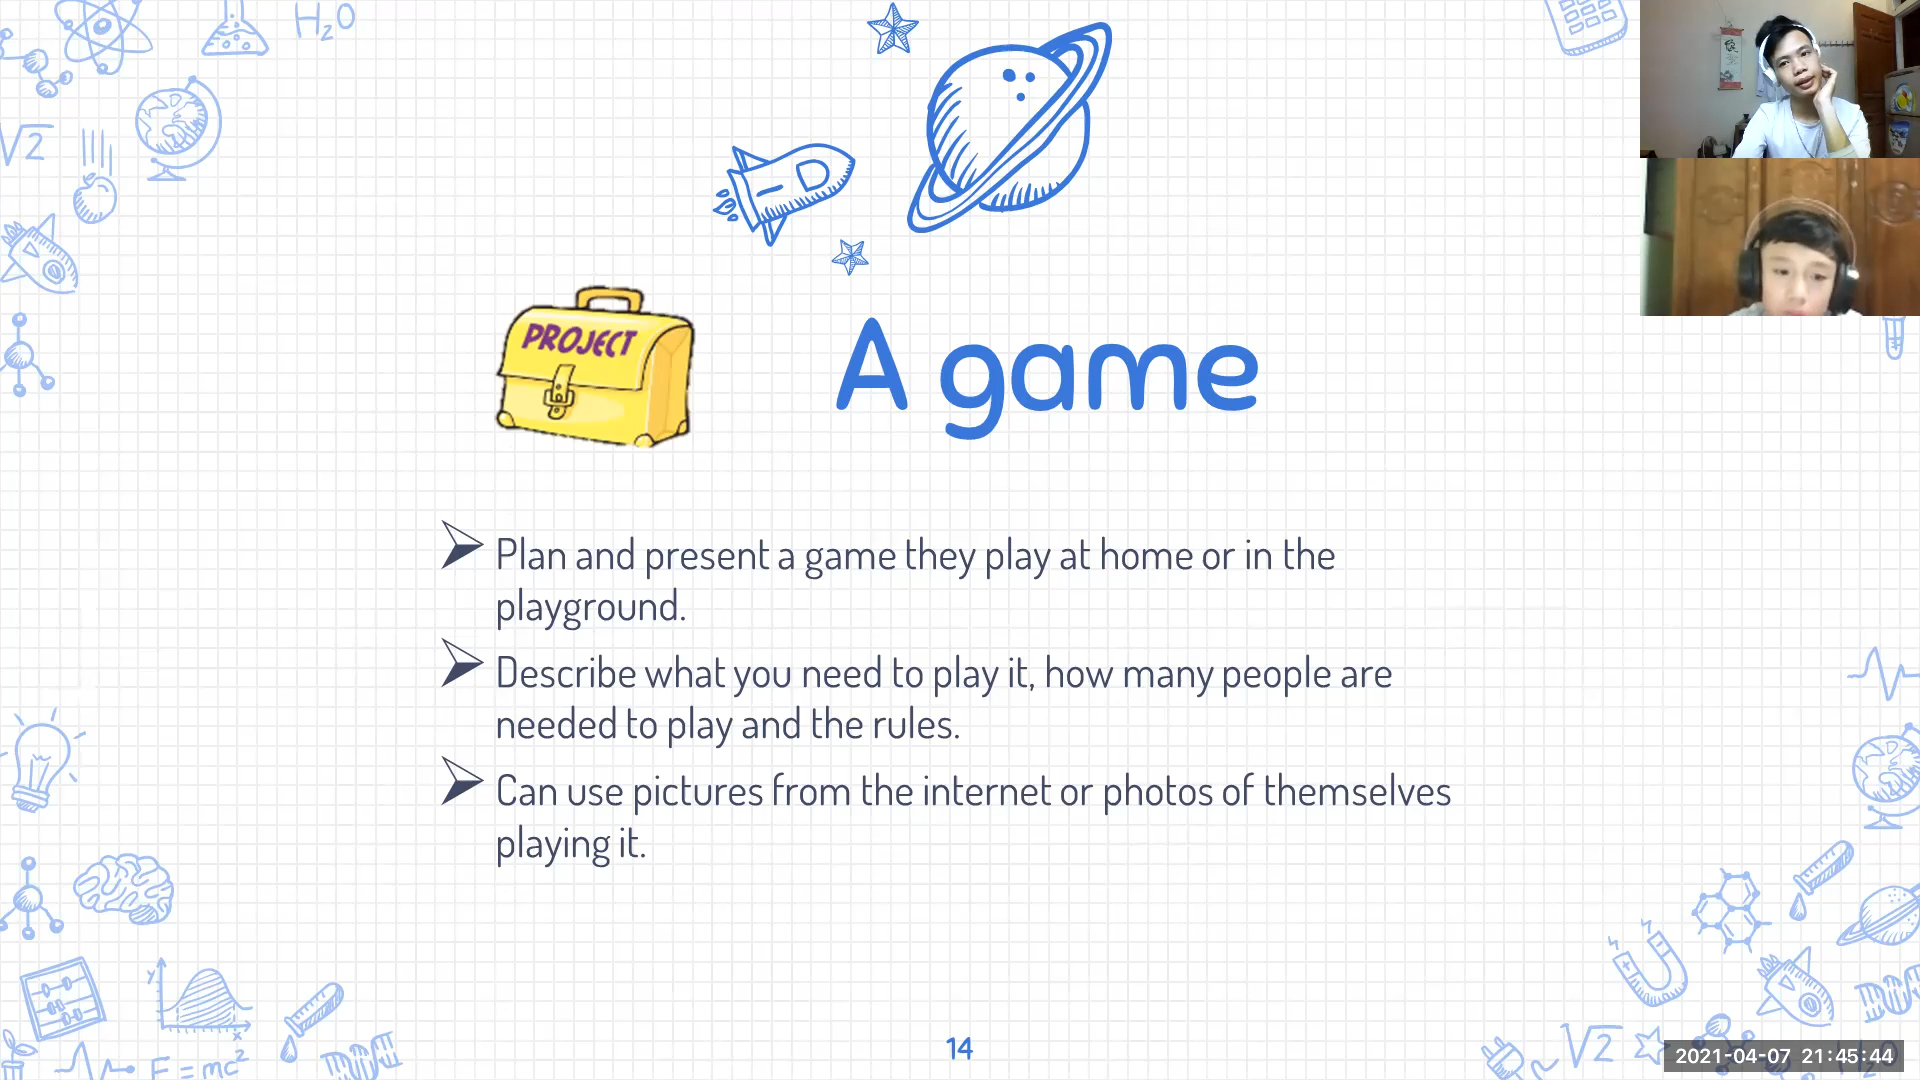 H₂O
√2
PROJECT
A game
Plan and present a game they play at home or in the
playground.
Describe what you need to play it, how many people are
needed to play and the rules.
Can use pictures from the internet or photos of themselves
playing it.
y
x
F = mc²
14
√2
2021-04-07 21:45:44